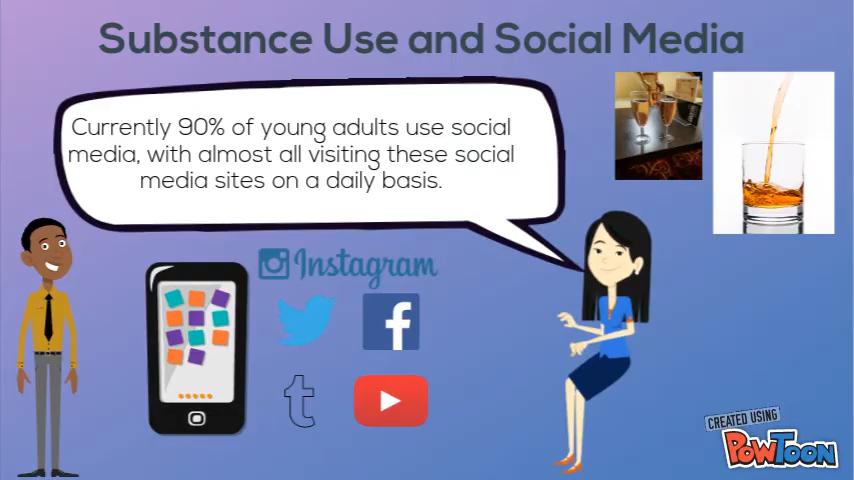 Substance Use and Social Media
Currently 90% of young adults use social
media, with almost all visiting these social
media sites on a daily basis.
Instagram
f
t
CREATED USING
POWTOON